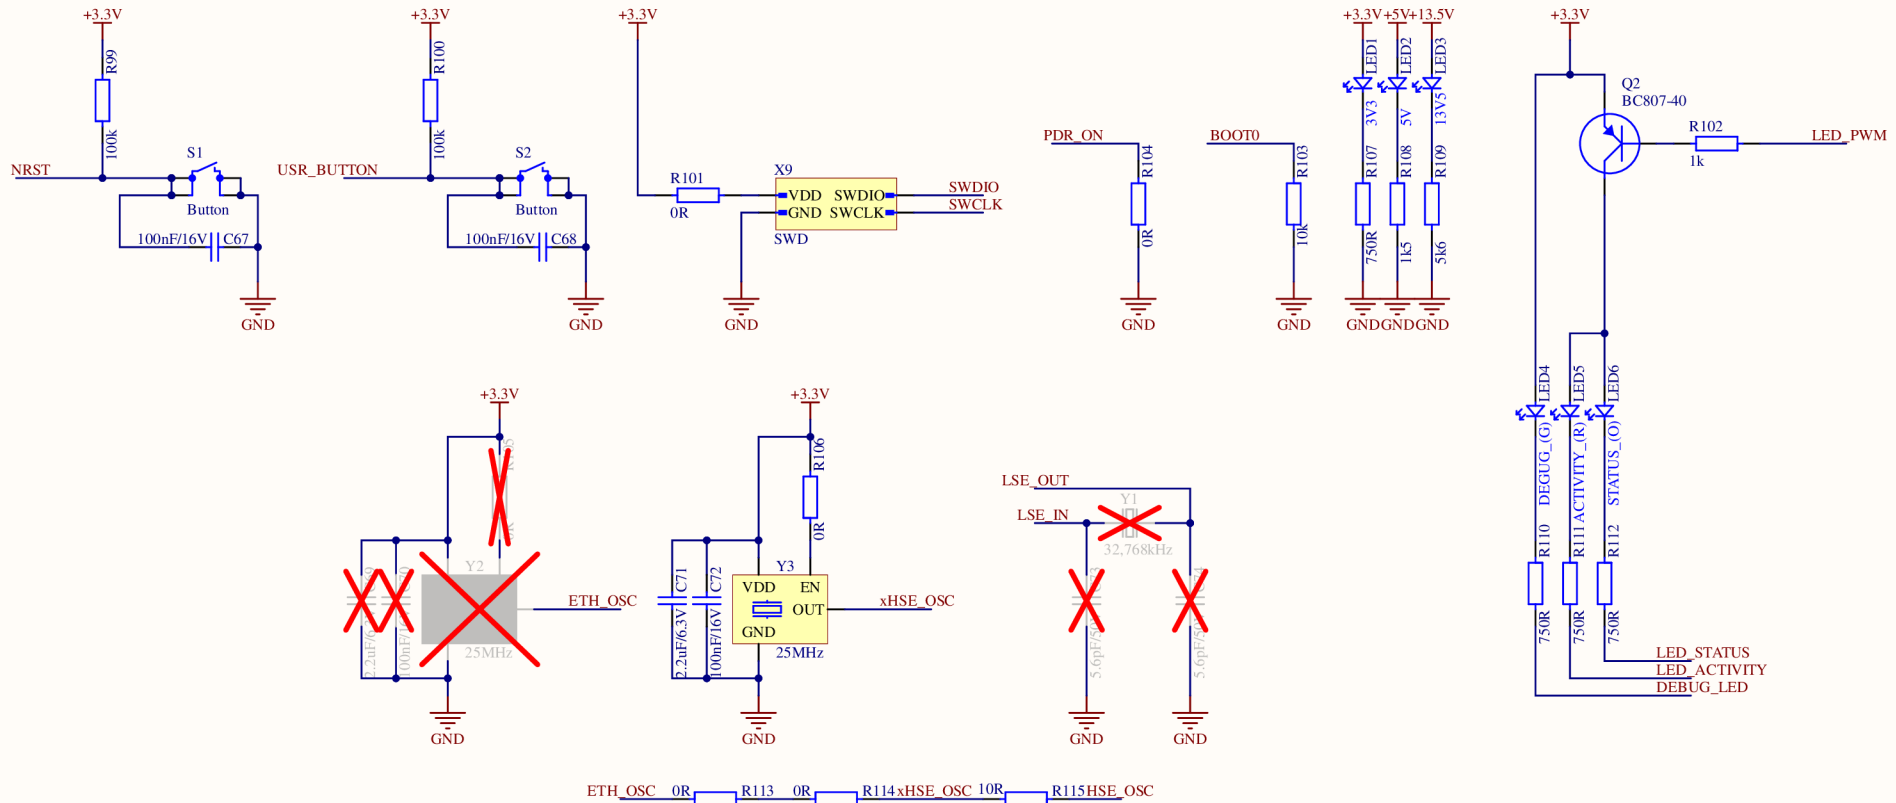 +3.3V
+3.3V
+3.3V
+3.3V +5V +13.5V
+3.3V
R99
100k
NRST
S1
Button
100nF/16V C67
GND
R100
100k
USR_BUTTON
S2
Button
100nF/16V C68
GND
R101
0R
X9
VDD SWDIO
GND SWCLK
SWD
SWDIO
SWCLK
GND
PDR_ON
R104
0R
GND
BOOT0
R103
10k
GND
LED1
3V3
R107
750R
GND
LED2
5V
R108
1k5
GND
LED3
13V5
R109
5k6
GND
Q2
BC807-40
R102
1k
LED_PWM
LED4
DEGUG_(G)
R110
750R
LED5
ACTIVITY_(R)
R111
750R
LED6
STATUS_(O)
R112
750R
LED_STATUS
LED_ACTIVITY
DEBUG_LED
+3.3V
Y2
25MHz
ETH_OSC
GND
+3.3V
R106
0R
C71
2.2uF/6.3V
C72
100nF/16V
Y3
VDD EN
OUT
GND
25MHz
xHSE_OSC
GND
LSE_OUT
LSE_IN
Y1
32,768kHz
GND
GND
ETH_OSC 0R R113 0R R114 xHSE_OSC 10R R115 HSE_OSC